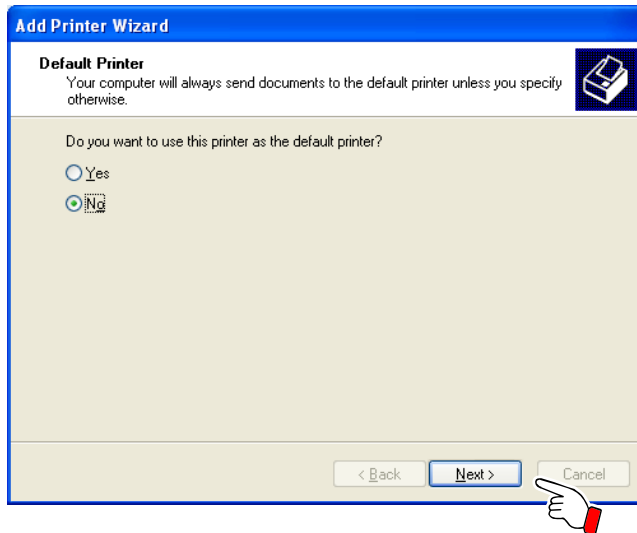 Add Printer Wizard
Default Printer
Your computer will always send documents to the default printer unless you specify
otherwise.
Do you want to use this printer as the default printer?
Yes
No
< Back
Next >
Cancel